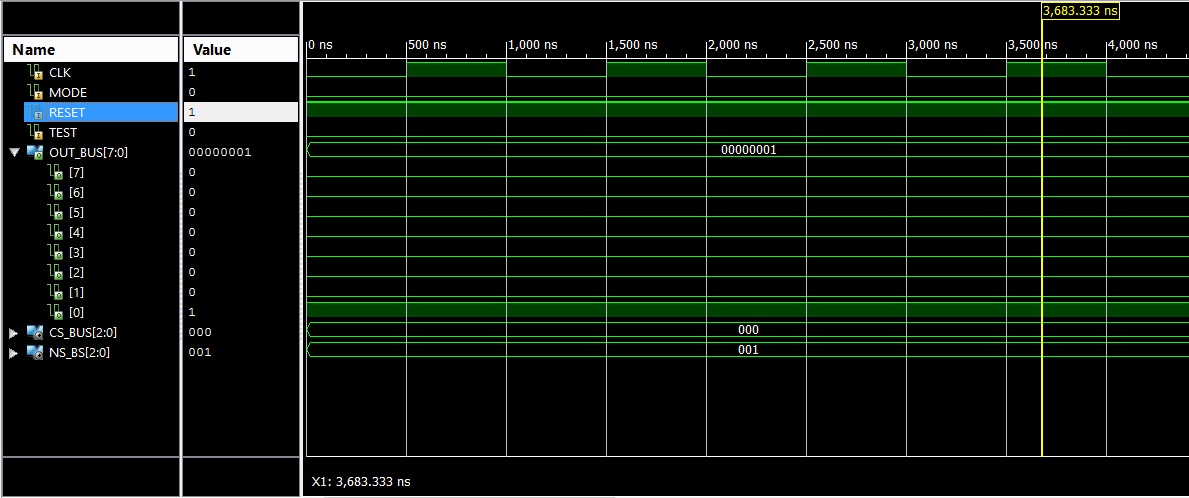 3,683.333 ns
Name Value 0 ns 500 ns 1,000 ns 1,500 ns 2,000 ns 2,500 ns 3,000 ns 3,500 ns 4,000 ns
CLK 1
MODE 0
RESET 1
TEST 0
OUT_BUS[7:0] 00000001 00000001
[7] 0
[6] 0
[5] 0
[4] 0
[3] 0
[2] 0
[1] 0
[0] 1
CS_BUS[2:0] 000 000
NS_BS[2:0] 001 001
X1: 3,683.333 ns